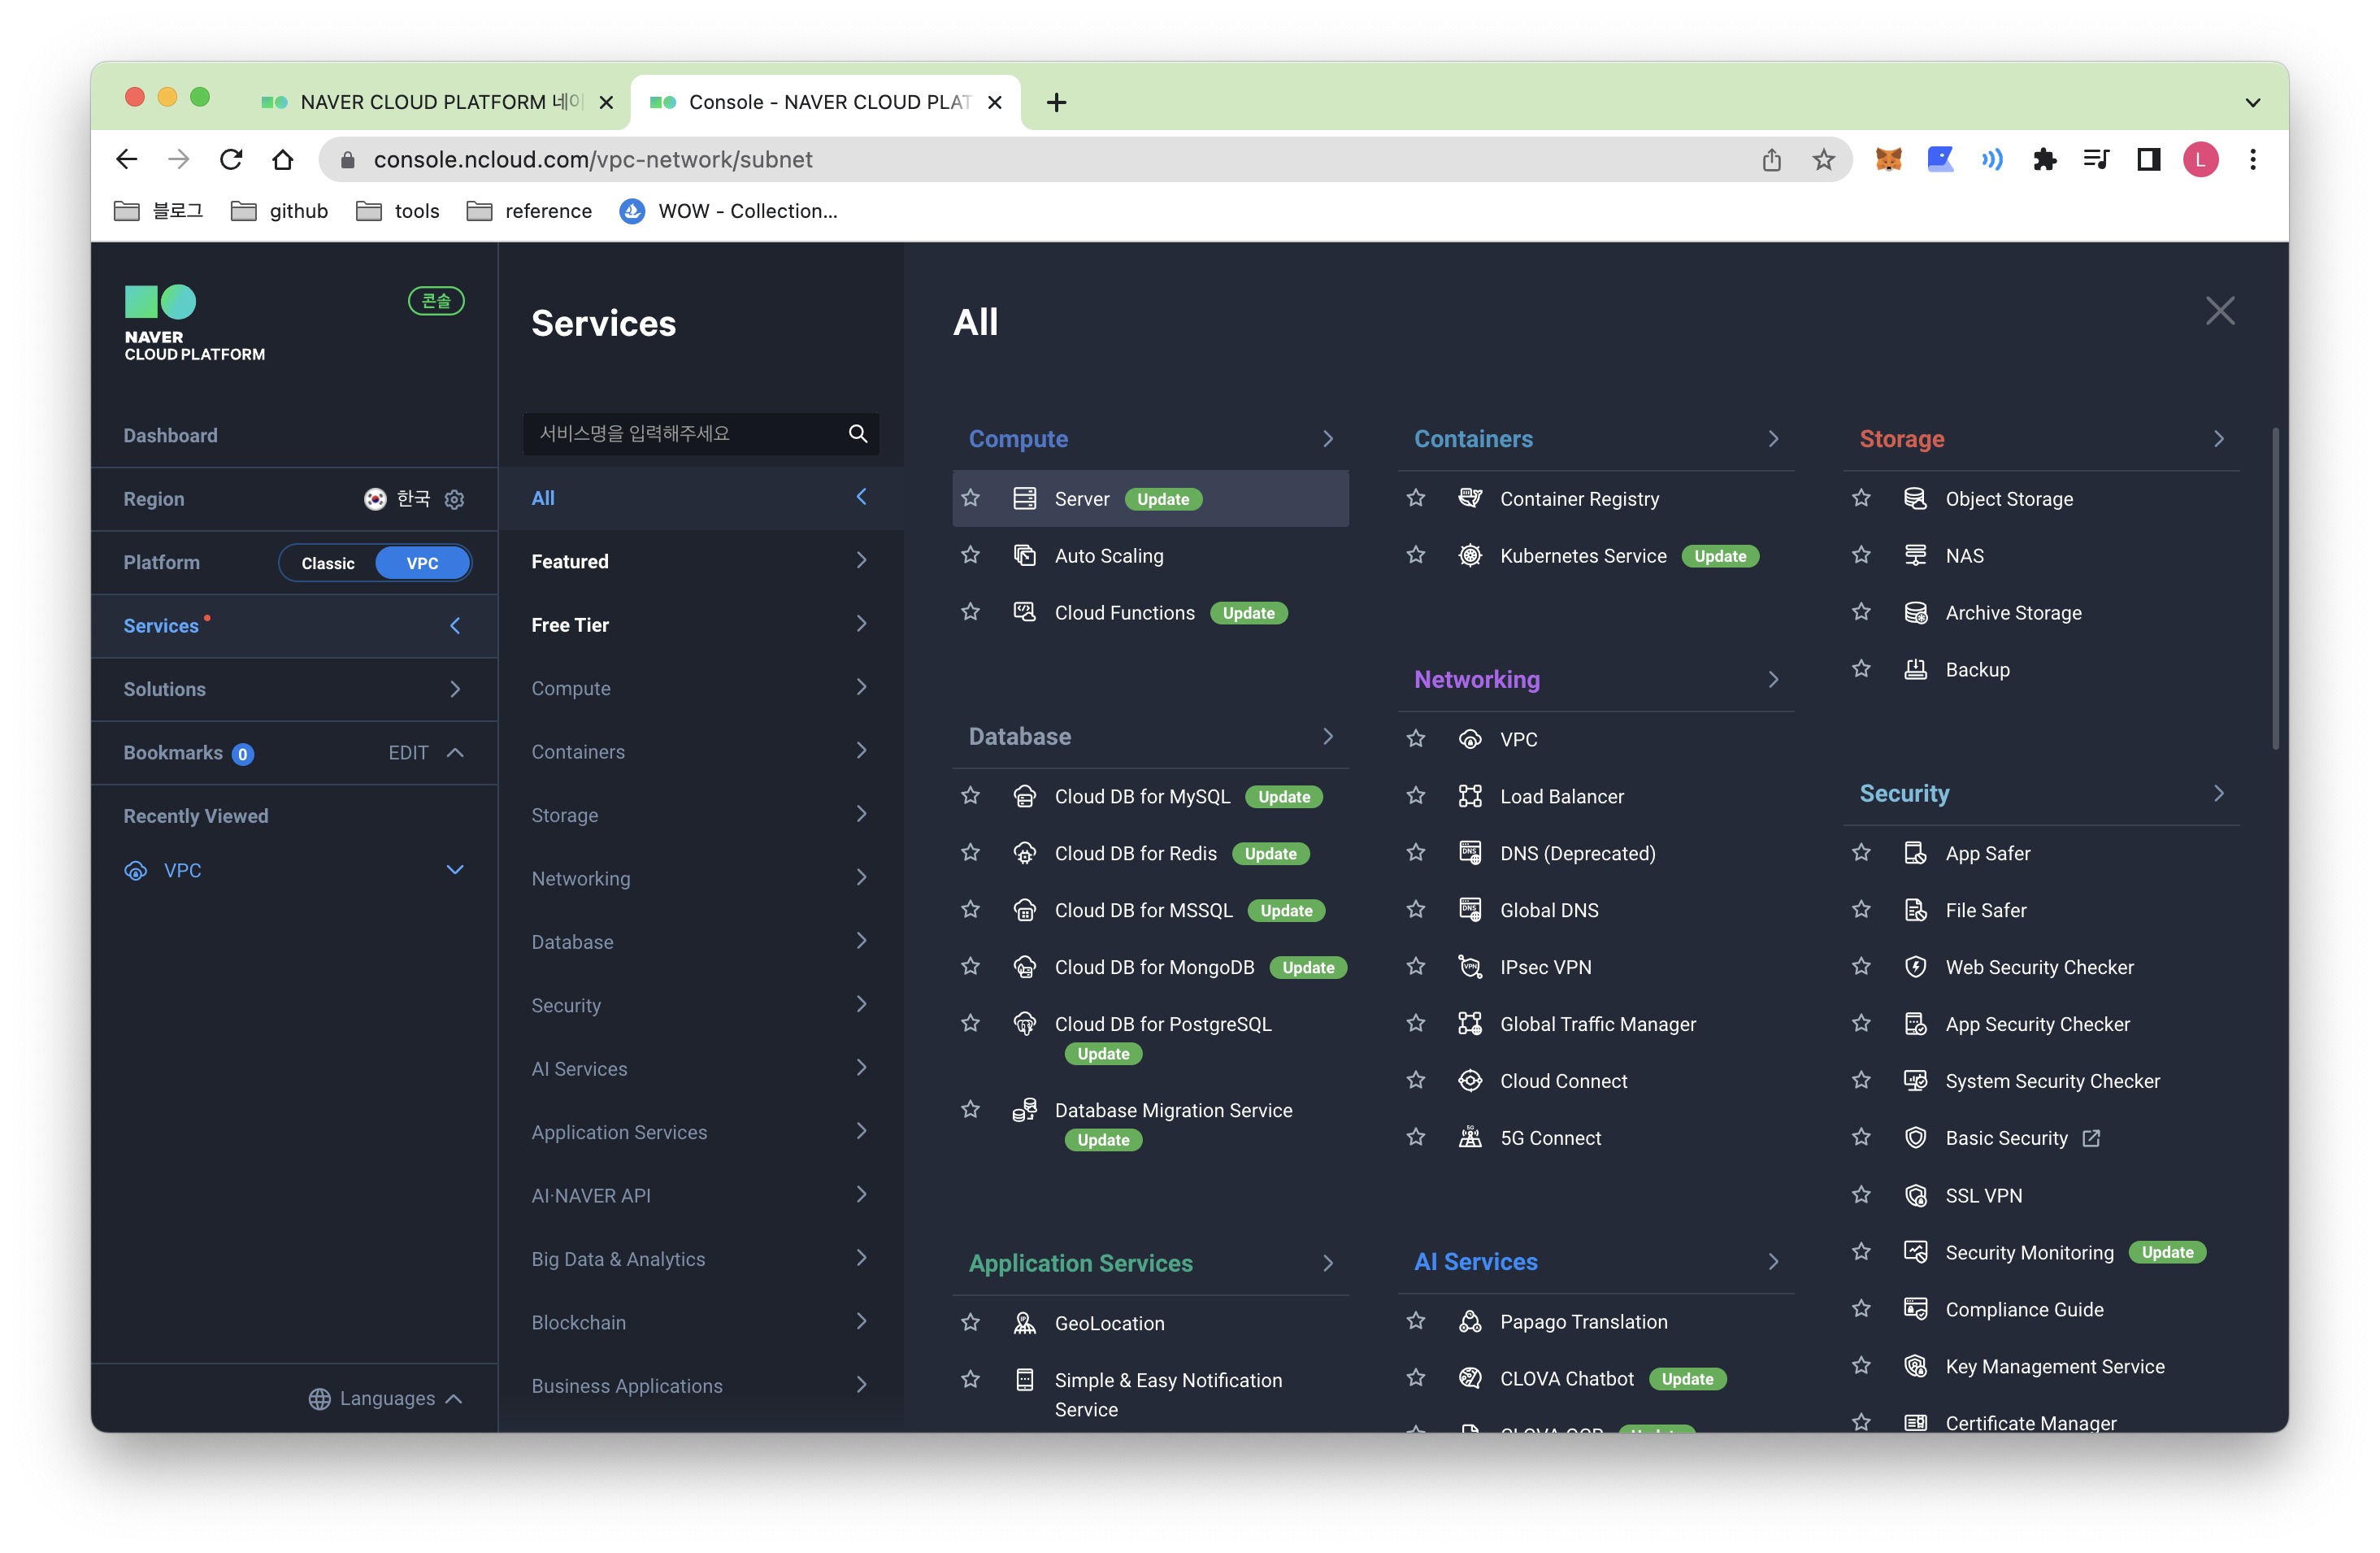 NAVER CLOUD PLATFORM 네이
Console - NAVER CLOUD PLAT
console.ncloud.com/vpc-network/subnet
L
블로그
github
tools
reference
WOW - Collection...
NAVER
CLOUD PLATFORM
콘솔
Dashboard
Region
한국
Platform
Classic
VPC
Services
Solutions
Bookmarks 0
EDIT
Recently Viewed
VPC
Languages
Services
서비스명을 입력해주세요
All
Featured
Free Tier
Compute
Containers
Storage
Networking
Database
Security
AI Services
Application Services
AI·NAVER API
Big Data & Analytics
Blockchain
Business Applications
All
Compute
Server Update
Auto Scaling
Cloud Functions Update
Database
Cloud DB for MySQL Update
Cloud DB for Redis Update
Cloud DB for MSSQL Update
Cloud DB for MongoDB Update
Cloud DB for PostgreSQL
Update
Database Migration Service
Update
Application Services
GeoLocation
Simple & Easy Notification
Service
Containers
Container Registry
Kubernetes Service Update
Networking
VPC
Load Balancer
DNS (Deprecated)
Global DNS
IPsec VPN
Global Traffic Manager
Cloud Connect
5G Connect
AI Services
Papago Translation
CLOVA Chatbot Update
CLOVA OCR Update
Storage
Object Storage
NAS
Archive Storage
Backup
Security
App Safer
File Safer
Web Security Checker
App Security Checker
System Security Checker
Basic Security
SSL VPN
Security Monitoring Update
Compliance Guide
Key Management Service
Certificate Manager